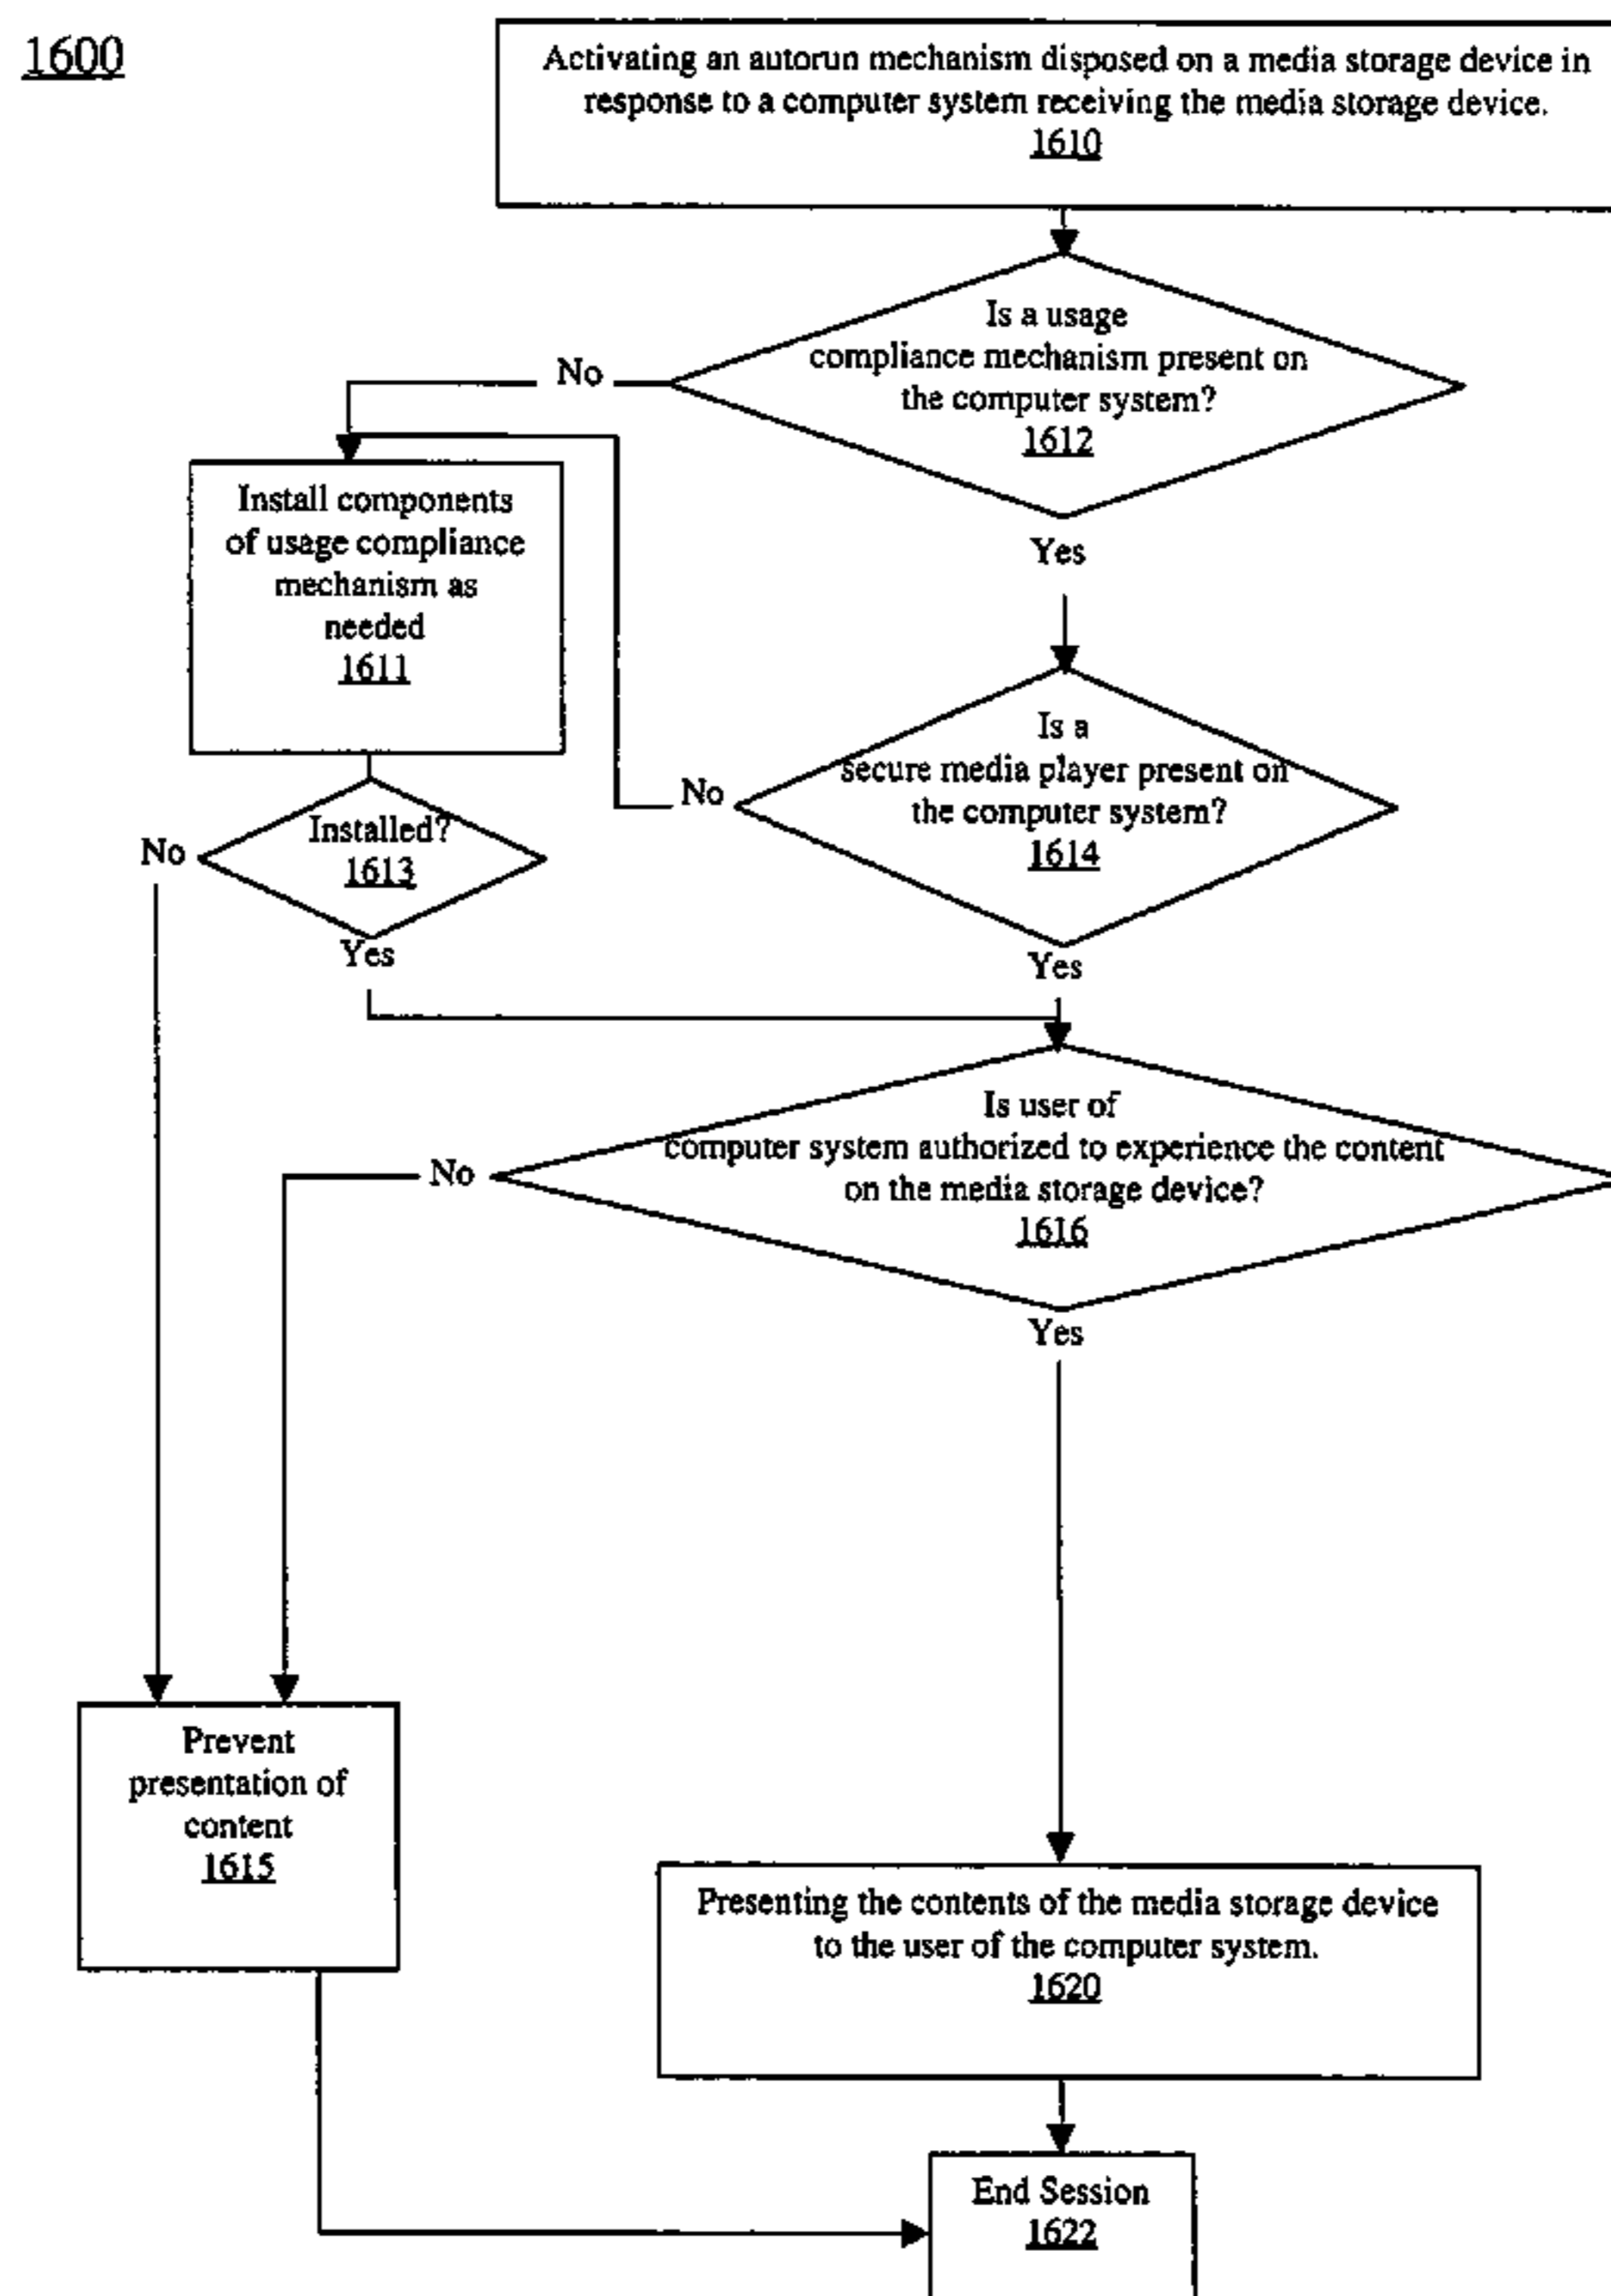 1600
Activating an autorun mechanism disposed on a media storage device in
response to a computer system receiving the media storage device.
1610
Is a usage
compliance mechanism present on
the computer system?
1612
No
Yes
Install components
of usage compliance
mechanism as
needed
1611
Is a
secure media player present on
the computer system?
1614
No
Yes
Installed?
1613
No
Yes
Is user of
computer system authorized to experience the content
on the media storage device?
1616
No
Yes
Prevent
presentation of
content
1615
Presenting the contents of the media storage device
to the user of the computer system.
1620
End Session
1622